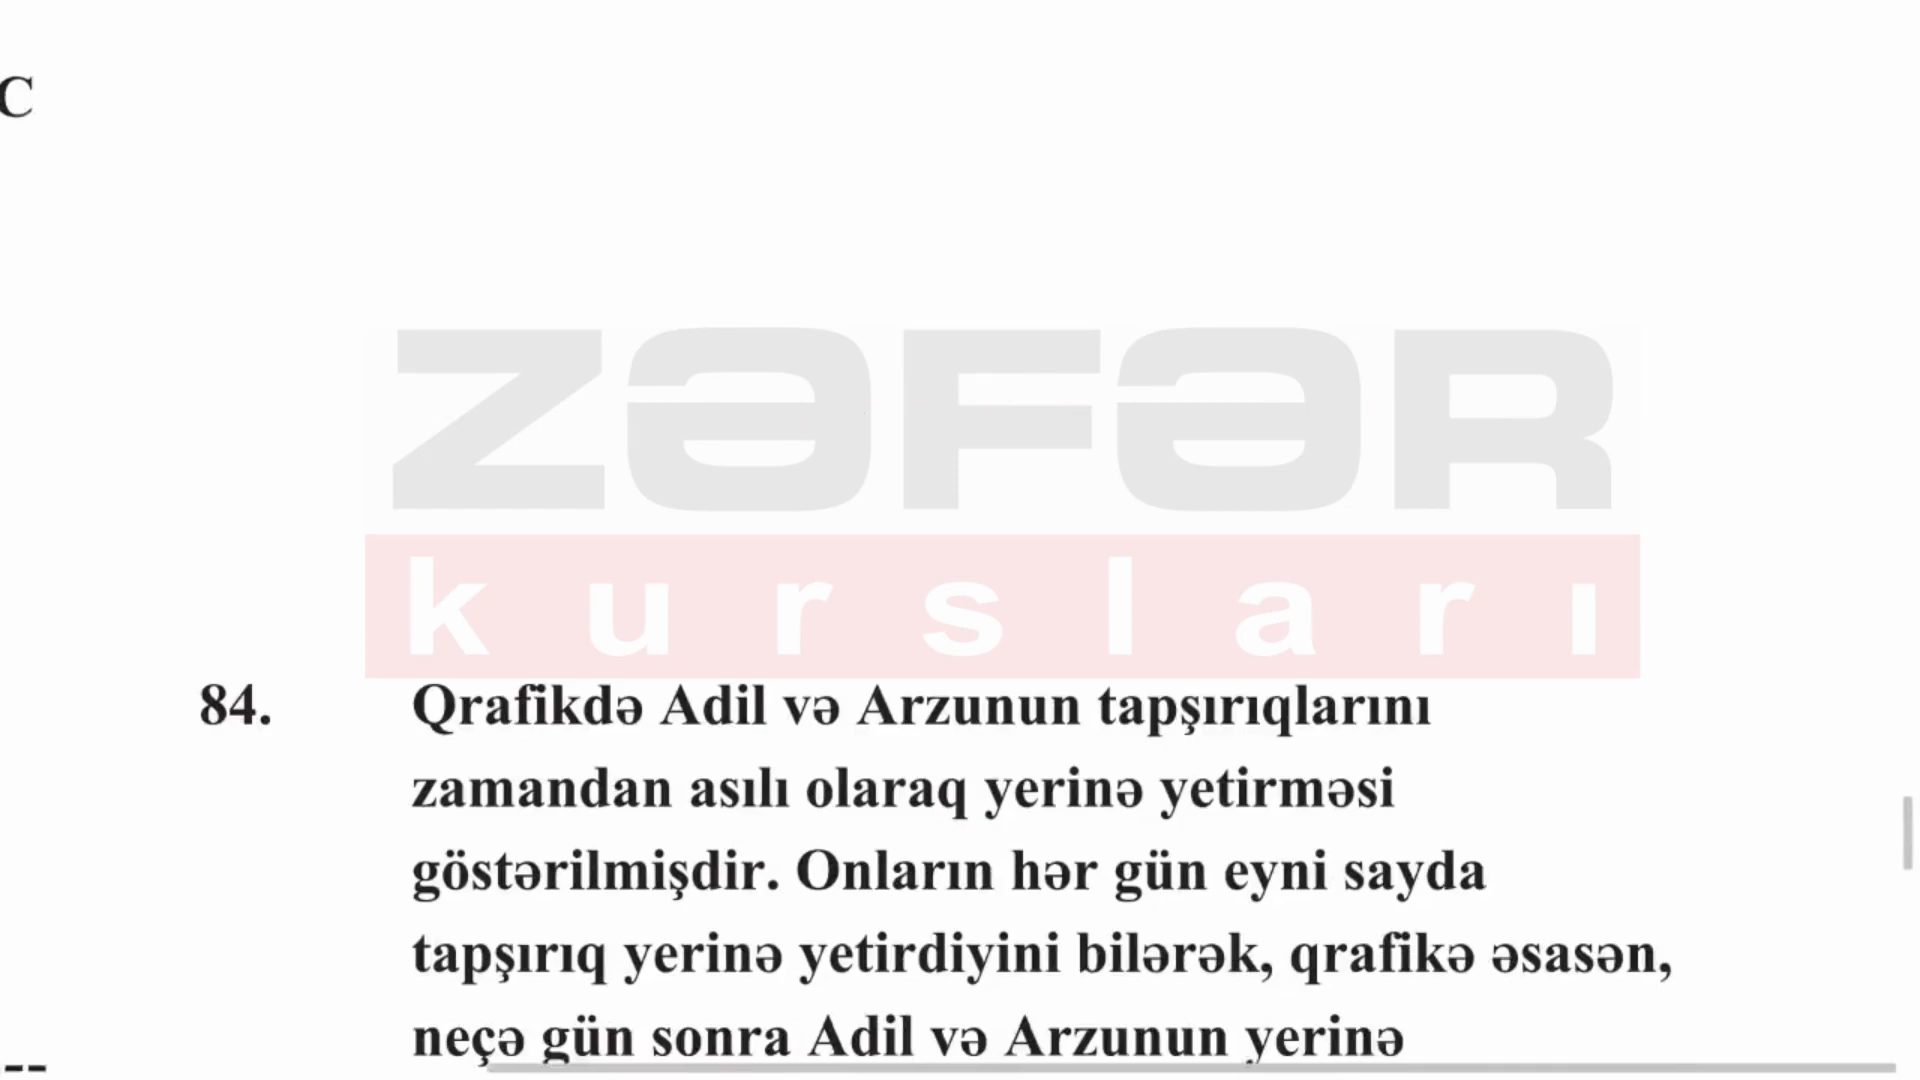 C
ZƏFƏR
kursları
84. Qrafikdə Adil və Arzunun tapşırıqlarını
zamandan asılı olaraq yerinə yetirməsi
göstərilmişdir. Onların hər gün eyni sayda
tapşırıq yerinə yetirdiyini bilərək, qrafikə əsasən,
neçə gün sonra Adil və Arzunun yerinə
--